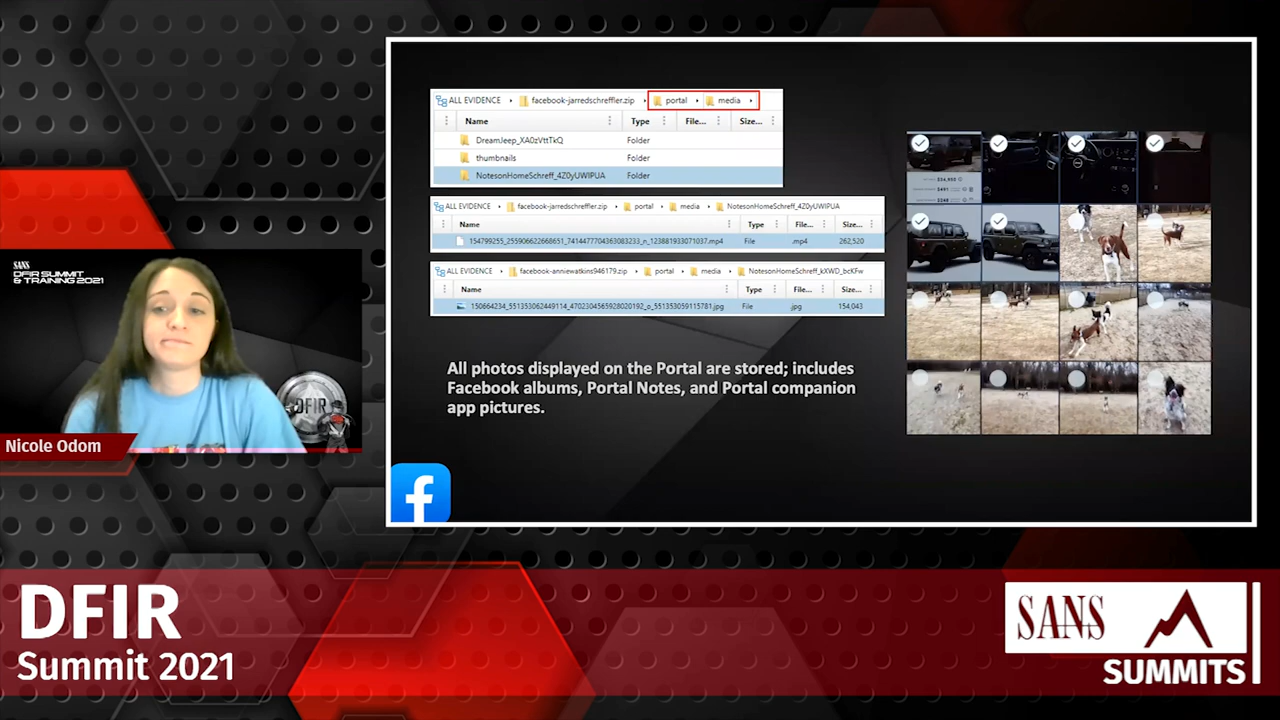 ALL EVIDENCE facebook-jarredschreffler.zip portal media
Name Type File... Size...
DreamJeep_XA0zVttTkQ Folder
thumbnails Folder
NotesonHomeSchreff_4Z0yUWlPUA Folder
ALL EVIDENCE facebook-jarredschreffler.zip portal media NotesonHomeSchreff_4Z0yUWlPUA
Name Type File... Size...
154799255_255906622668651_7414477704363083233_n_123881933071037.mp4 File .mp4 262,520
ALL EVIDENCE facebook-anniewatkins946179.zip portal media NotesonHomeSchreff_kXWD_bcKFw
Name Type File... Size...
150664234_551353062449114_4702304565928020192_o_551353059115781.jpg File .jpg 154,043
All photos displayed on the Portal are stored; includes
Facebook albums, Portal Notes, and Portal companion
app pictures.
SANS
DFIR SUMMIT
& TRAINING 2021
DFIR
Nicole Odom
f
DFIR
Summit 2021
SANS
SUMMITS